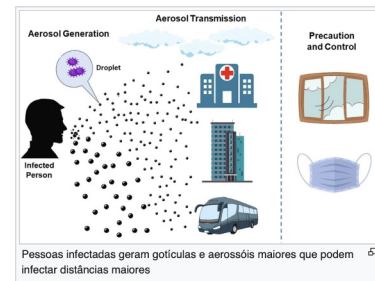 Aerosol Transmission
Aerosol Generation
Precaution
and Control
Droplet
Infected
Person
Pessoas infectadas geram gotículas e aerossóis maiores que podem
infectar distâncias maiores